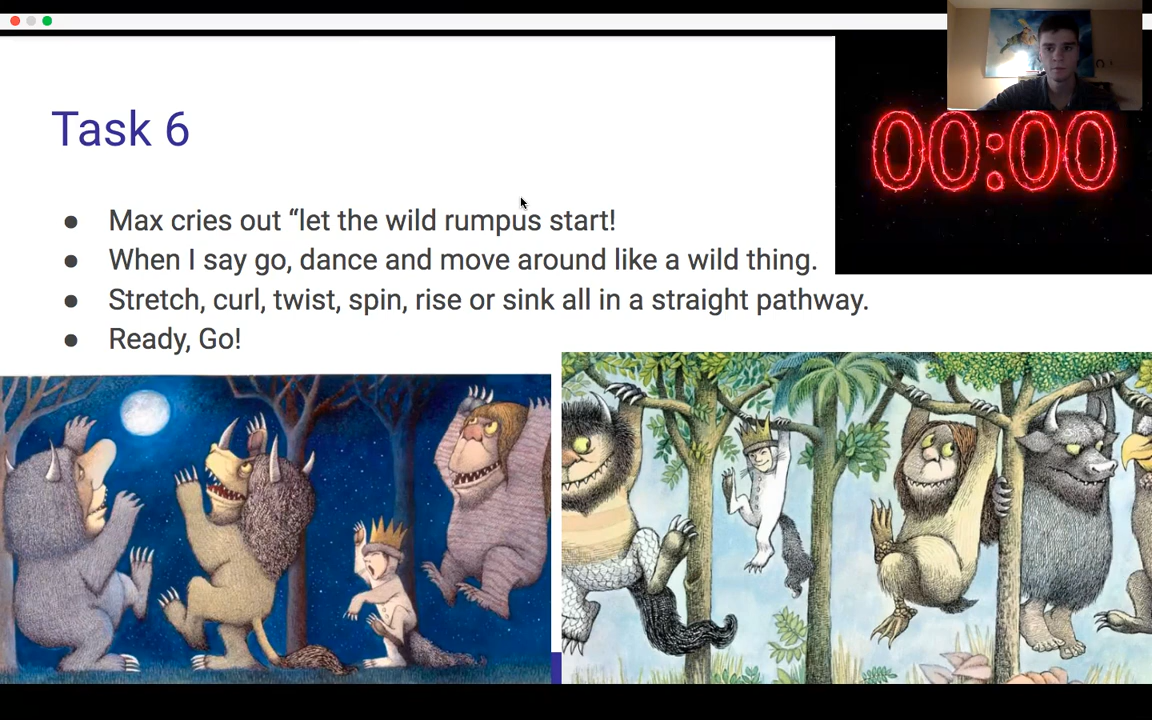 Task 6
00:00
● Max cries out “let the wild rumpus start!
● When I say go, dance and move around like a wild thing.
● Stretch, curl, twist, spin, rise or sink all in a straight pathway.
● Ready, Go!